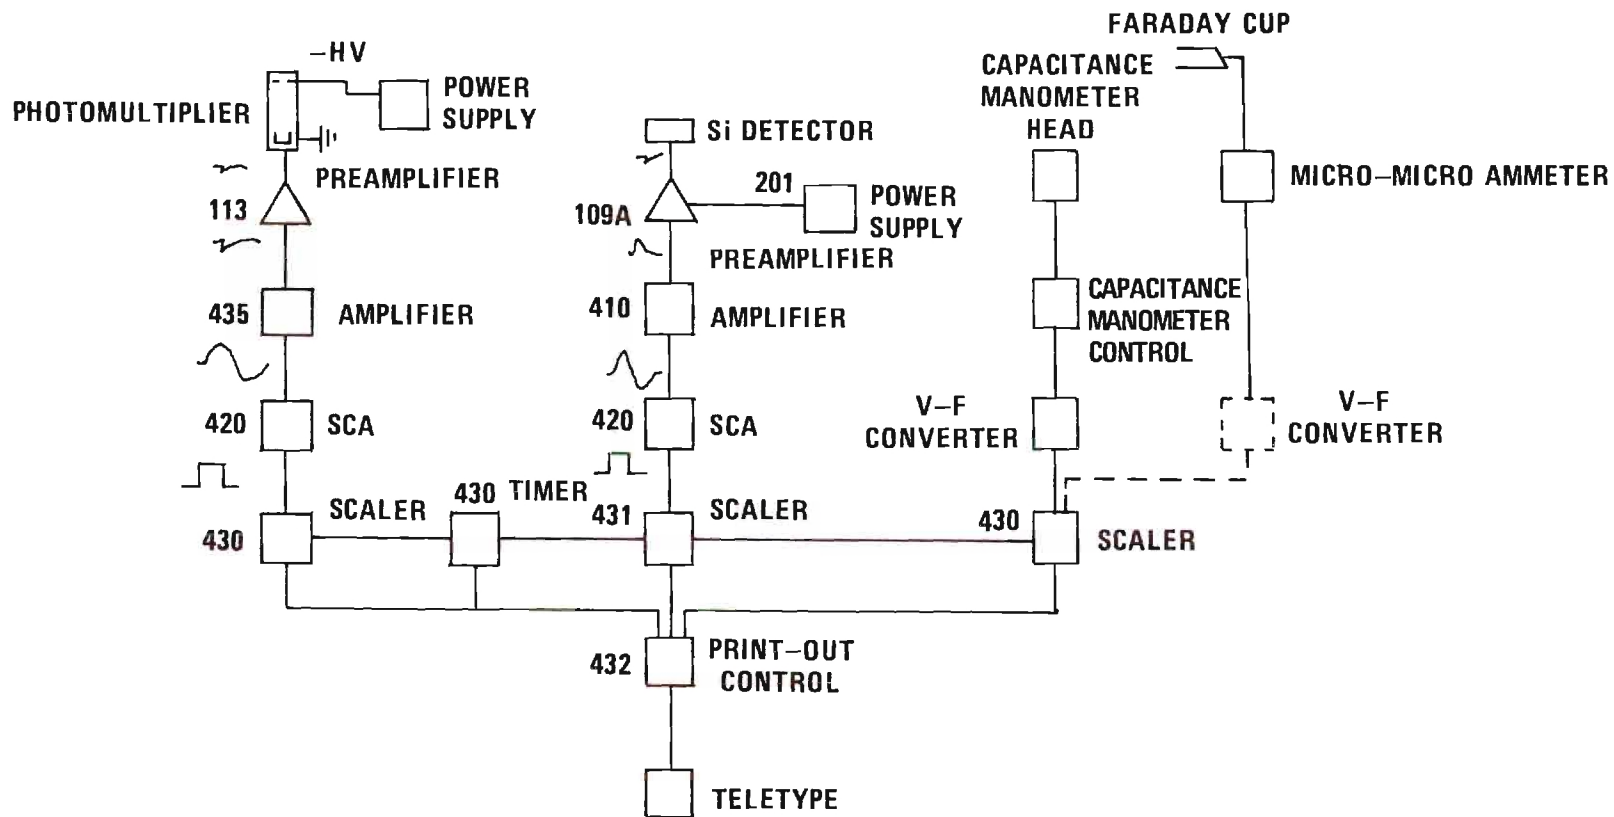 FARADAY CUP
–HV
CAPACITANCE
MANOMETER
HEAD
PHOTOMULTIPLIER
POWER
SUPPLY
Si DETECTOR
PREAMPLIFIER
113
201
109A
POWER
SUPPLY
MICRO–MICRO AMMETER
PREAMPLIFIER
435
AMPLIFIER
410
AMPLIFIER
CAPACITANCE
MANOMETER
CONTROL
420
SCA
420
SCA
V–F
CONVERTER
V–F
CONVERTER
SCALER
430
430
TIMER
431
SCALER
430
SCALER
432
PRINT–OUT
CONTROL
TELETYPE